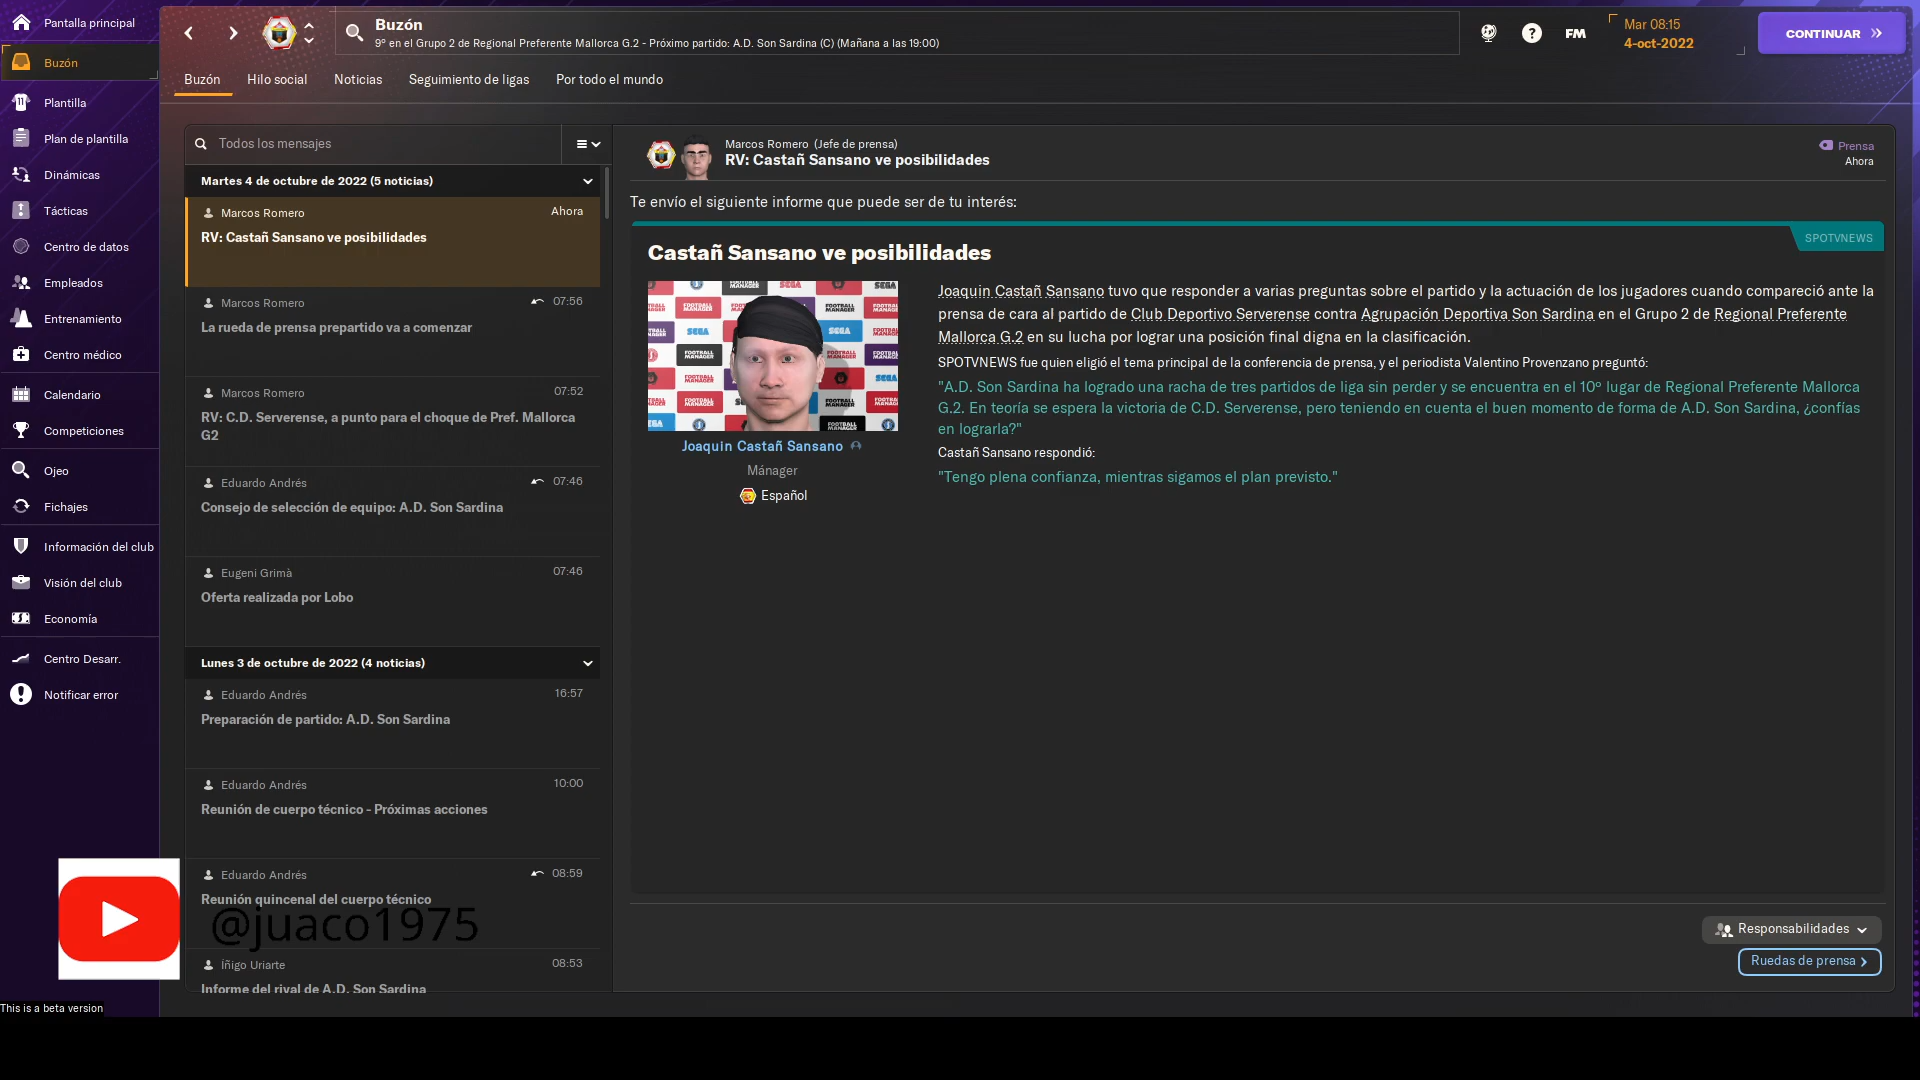 Pantalla principal
Buzón
Plantilla
Plan de plantilla
Dinámicas
Tácticas
Centro de datos
Empleados
Entrenamiento
Centro médico
Calendario
Competiciones
Ojeo
Fichajes
Información del club
Visión del club
Economía
Centro Desarr.
Notificar error
This is a beta version
Buzón
9º en el Grupo 2 de Regional Preferente Mallorca G.2 - Próximo partido: A.D. Son Sardina (C) (Mañana a las 19:00)
FM
Mar 08:15
4-oct-2022
CONTINUAR
Buzón Hilo social Noticias Seguimiento de ligas Por todo el mundo
Todos los mensajes
Martes 4 de octubre de 2022 (5 noticias)
Marcos Romero Ahora
RV: Castañ Sansano ve posibilidades
Marcos Romero 07:56
La rueda de prensa prepartido va a comenzar
Marcos Romero 07:52
RV: C.D. Serverense, a punto para el choque de Pref. Mallorca
G2
Eduardo Andrés 07:46
Consejo de selección de equipo: A.D. Son Sardina
Eugeni Grimà 07:46
Oferta realizada por Lobo
Lunes 3 de octubre de 2022 (4 noticias)
Eduardo Andrés 16:57
Preparación de partido: A.D. Son Sardina
Eduardo Andrés 10:00
Reunión de cuerpo técnico - Próximas acciones
Eduardo Andrés 08:59
Reunión quincenal del cuerpo técnico
@juaco1975
Íñigo Uriarte 08:53
Informe del rival de A.D. Son Sardina
Marcos Romero (Jefe de prensa)
RV: Castañ Sansano ve posibilidades
Prensa
Ahora
Te envío el siguiente informe que puede ser de tu interés:
SPOTVNEWS
Castañ Sansano ve posibilidades
FOOTBALL MANAGER
SEGA
Joaquin Castañ Sansano
Mánager
Español
Joaquin Castañ Sansano tuvo que responder a varias preguntas sobre el partido y la actuación de los jugadores cuando compareció ante la
prensa de cara al partido de Club Deportivo Serverense contra Agrupación Deportiva Son Sardina en el Grupo 2 de Regional Preferente
Mallorca G.2 en su lucha por lograr una posición final digna en la clasificación.
SPOTVNEWS fue quien eligió el tema principal de la conferencia de prensa, y el periodista Valentino Provenzano preguntó:
"A.D. Son Sardina ha logrado una racha de tres partidos de liga sin perder y se encuentra en el 10º lugar de Regional Preferente Mallorca
G.2. En teoría se espera la victoria de C.D. Serverense, pero teniendo en cuenta el buen momento de forma de A.D. Son Sardina, ¿confías
en lograrla?"
Castañ Sansano respondió:
"Tengo plena confianza, mientras sigamos el plan previsto."
Responsabilidades
Ruedas de prensa